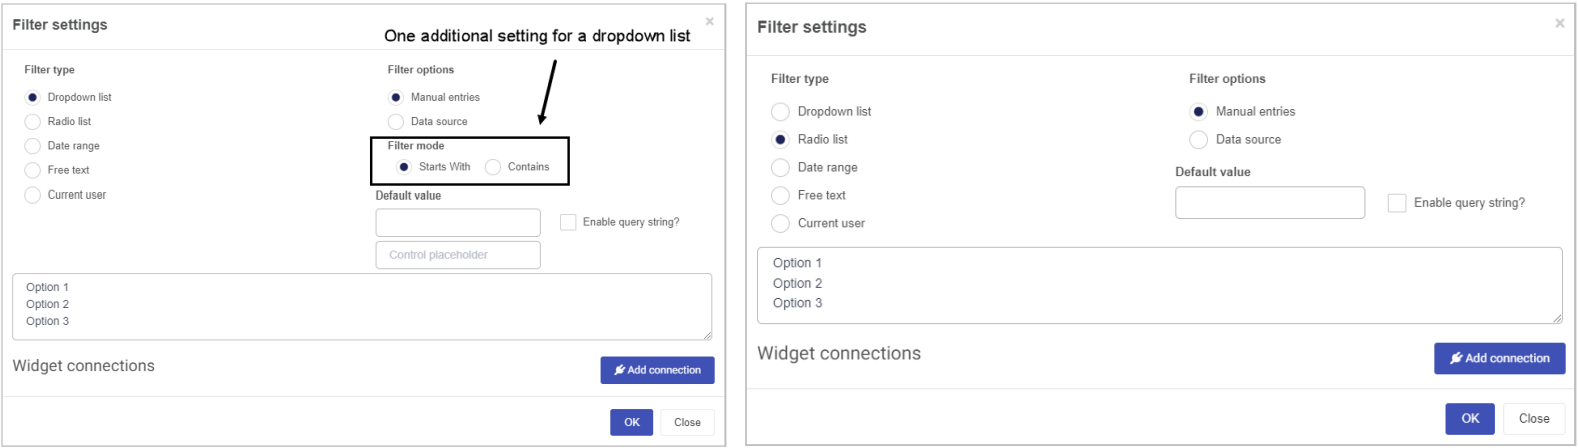 Filter settings
×
One additional setting for a dropdown list
Filter type
Dropdown list
Radio list
Date range
Free text
Current user
Filter options
Manual entries
Data source
Filter mode
Starts With
Contains
Default value
Enable query string?
Control placeholder
Option 1
Option 2
Option 3
Widget connections
Add connection
OK
Close
Filter settings
×
Filter type
Dropdown list
Radio list
Date range
Free text
Current user
Filter options
Manual entries
Data source
Default value
Enable query string?
Option 1
Option 2
Option 3
Widget connections
Add connection
OK
Close